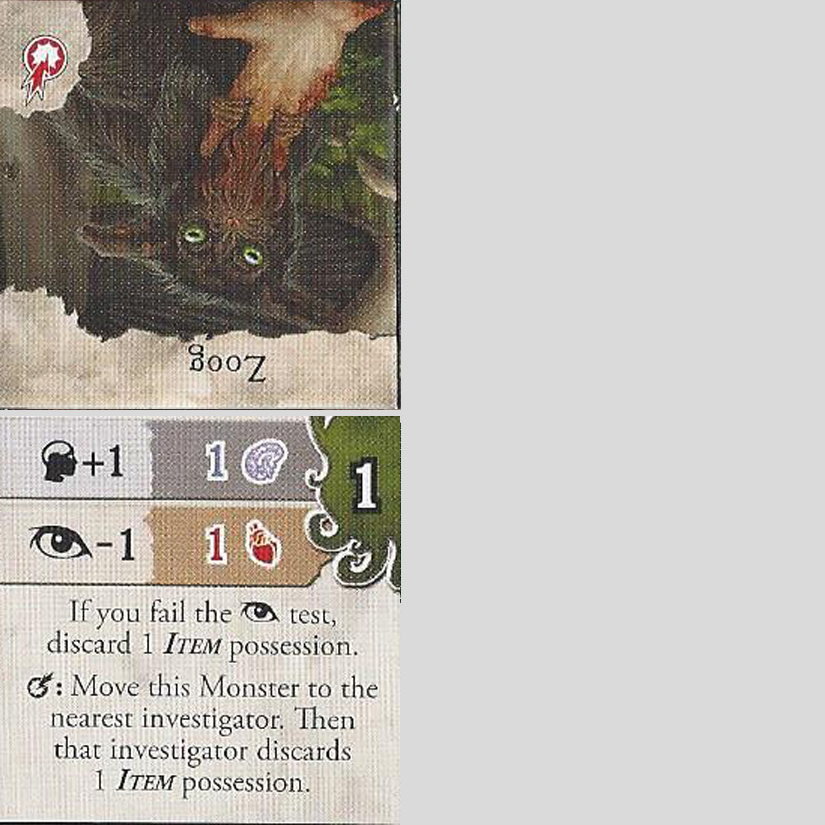 Zoog
+1 1
1
-1 1
If you fail the test,
discard 1 ITEM possession.
: Move this Monster to the
nearest investigator. Then
that investigator discards
1 ITEM possession.